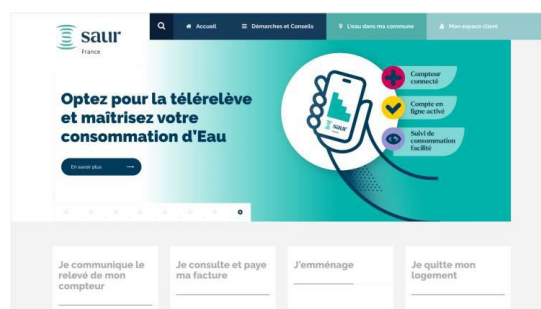 saur
France
Accueil
Démarches et Conseils
L'eau dans ma commune
Mon espace client
Optez pour la télérelève
et maîtrisez votre
consommation d'Eau
En savoir plus
saur
Compteur
connecté
Compte en
ligne activé
Suivi de
consommation
facilité
Je communique le
relevé de mon
compteur
Je consulte et paye
ma facture
J'emménage
Je quitte mon
logement